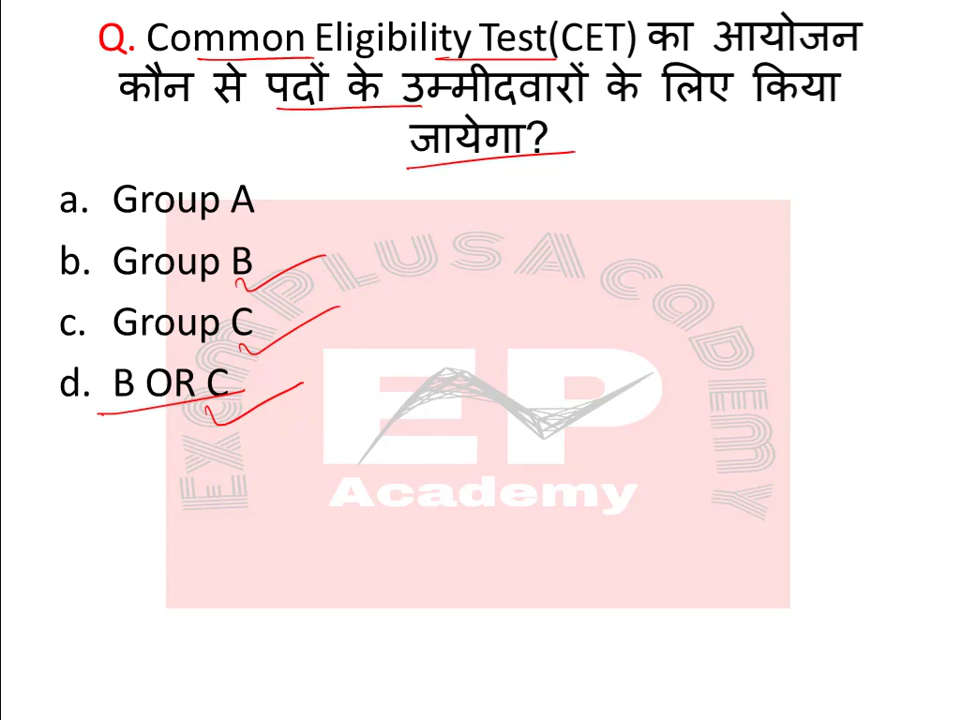 Q. Common Eligibility Test(CET) का आयोजन
कौन से पदों के उम्मीदवारों के लिए किया
जायेगा?
a. Group A
b. Group B
c. Group C
d. B OR C
EXAMPLUSACADEMY
EP
Academy